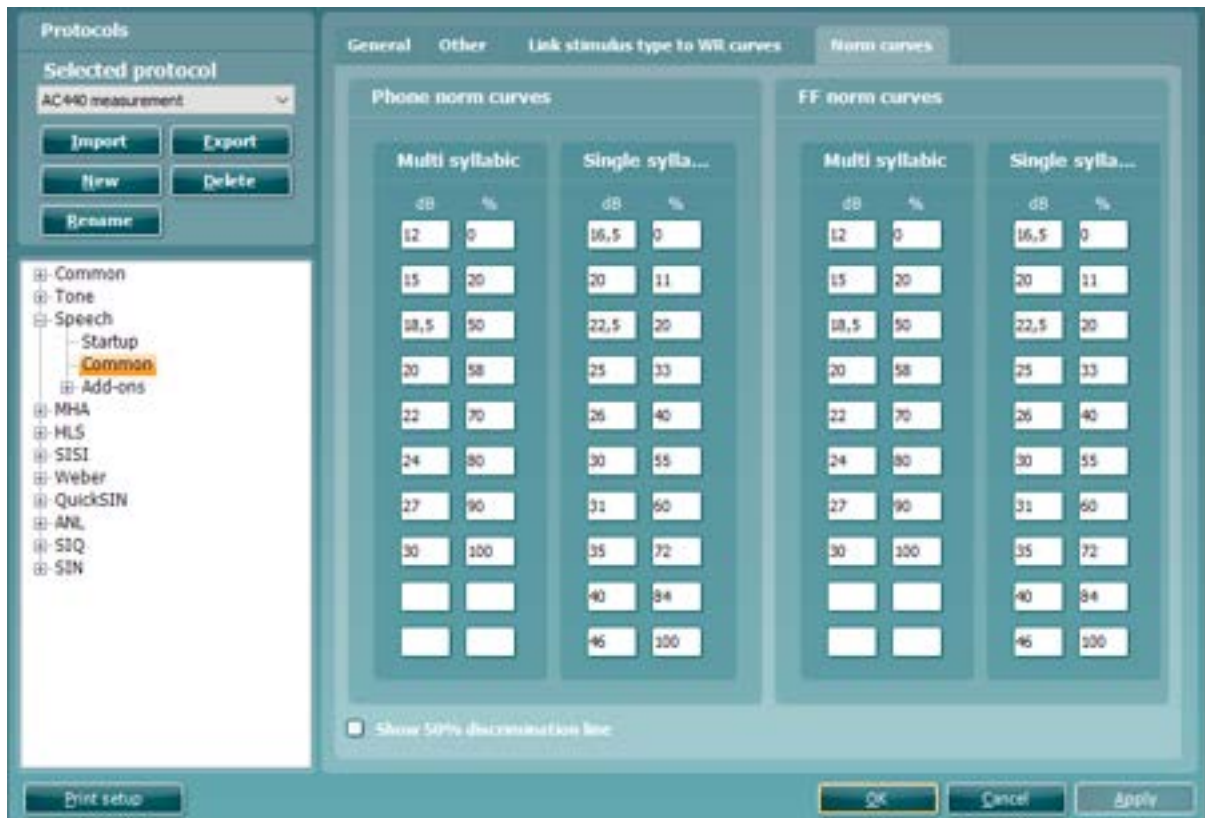 Protocols
Selected protocol
AC440 measurement
Import Export
New Delete
Rename
Common
Tone
Speech
Startup
Common
Add-ons
MHA
HLS
SISI
Weber
QuickSIN
ANL
SIQ
SIN
Print setup
General Other Link stimulus type to WR curves Norm curves
Phone norm curves FF norm curves
Multi syllabic Single sylla... Multi syllabic Single sylla...
dB % dB % dB % dB %
12 0 16,5 0 12 0 16,5 0
15 20 20 11 15 20 20 11
18,5 50 22,5 20 18,5 50 22,5 20
20 58 25 33 20 58 25 33
22 70 26 40 22 70 26 40
24 80 30 55 24 80 30 55
27 90 31 60 27 90 31 60
30 100 35 72 30 100 35 72
40 84 40 84
46 100 46 100
Show 50% discrimination line
OK Cancel Apply